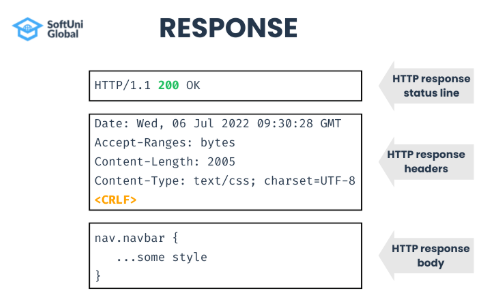 SoftUni
Global
RESPONSE
HTTP/1.1 200 OK
HTTP response
status line
Date: Wed, 06 Jul 2022 09:30:28 GMT
Accept-Ranges: bytes
Content-Length: 2005
Content-Type: text/css; charset=UTF-8
<CRLF>
HTTP response
headers
nav.navbar {
...some style
}
HTTP response
body